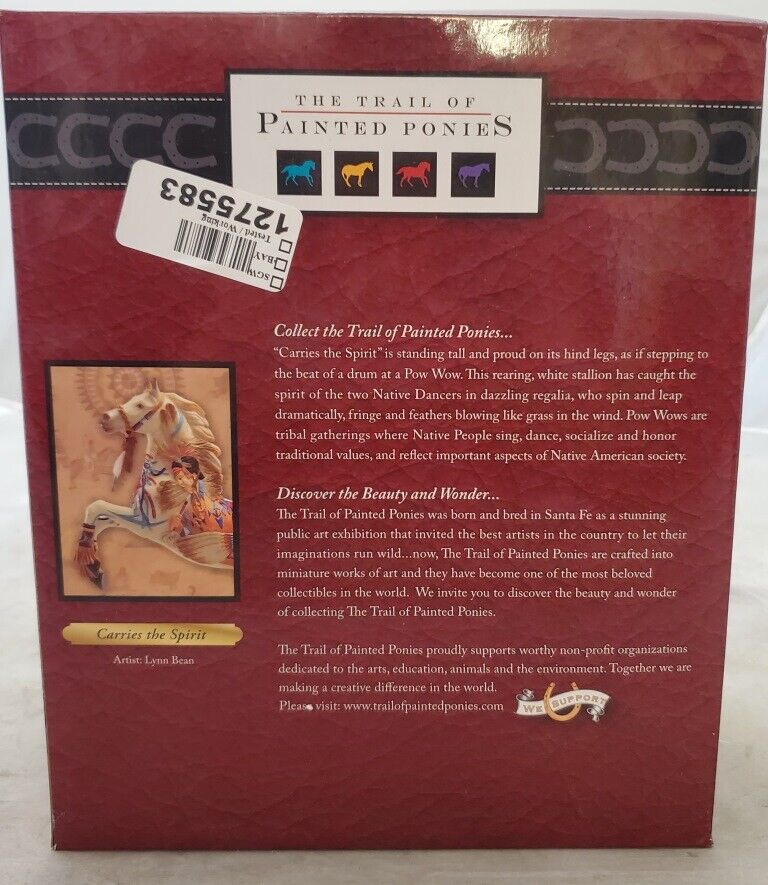 THE TRAIL OF
PAINTED PONIES
1275583
Tested / Working
SGW
EBAY
Collect the Trail of Painted Ponies...
“Carries the Spirit” is standing tall and proud on its hind legs, as if stepping to
the beat of a drum at a Pow Wow. This rearing, white stallion has caught the
spirit of the two Native Dancers in dazzling regalia, who spin and leap
dramatically, fringe and feathers blowing like grass in the wind. Pow Wows are
tribal gatherings where Native People sing, dance, socialize and honor
traditional values, and reflect important aspects of Native American society.
Discover the Beauty and Wonder...
The Trail of Painted Ponies was born and bred in Santa Fe as a stunning
public art exhibition that invited the best artists in the country to let their
imaginations run wild...now, The Trail of Painted Ponies are crafted into
miniature works of art and they have become one of the most beloved
collectibles in the world. We invite you to discover the beauty and wonder
of collecting The Trail of Painted Ponies.
Carries the Spirit
Artist: Lynn Bean
The Trail of Painted Ponies proudly supports worthy non-profit organizations
dedicated to the arts, education, animals and the environment. Together we are
making a creative difference in the world.
Please visit: www.trailofpaintedponies.com
WE SUPPORT